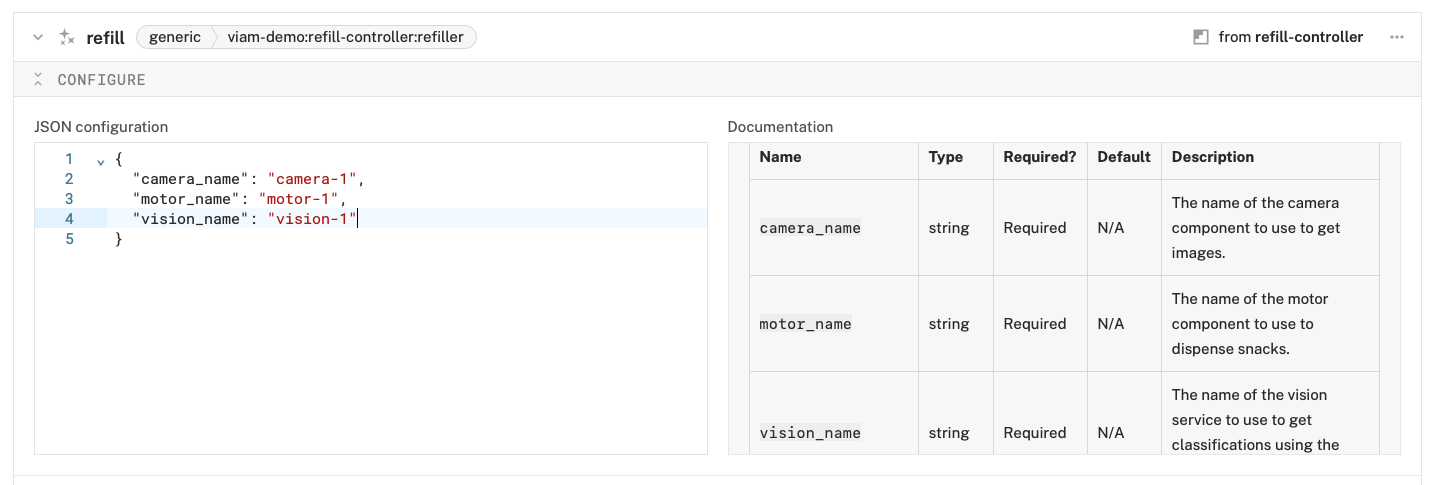 refill generic viam-demo:refill-controller:refiller from refill-controller
CONFIGURE
JSON configuration
1 {
2 "camera_name": "camera-1",
3 "motor_name": "motor-1",
4 "vision_name": "vision-1"
5 }
Documentation
Name Type Required? Default Description
camera_name string Required N/A The name of the camera
component to use to get
images.
motor_name string Required N/A The name of the motor
component to use to
dispense snacks.
vision_name string Required N/A The name of the vision
service to use to get
classifications using the